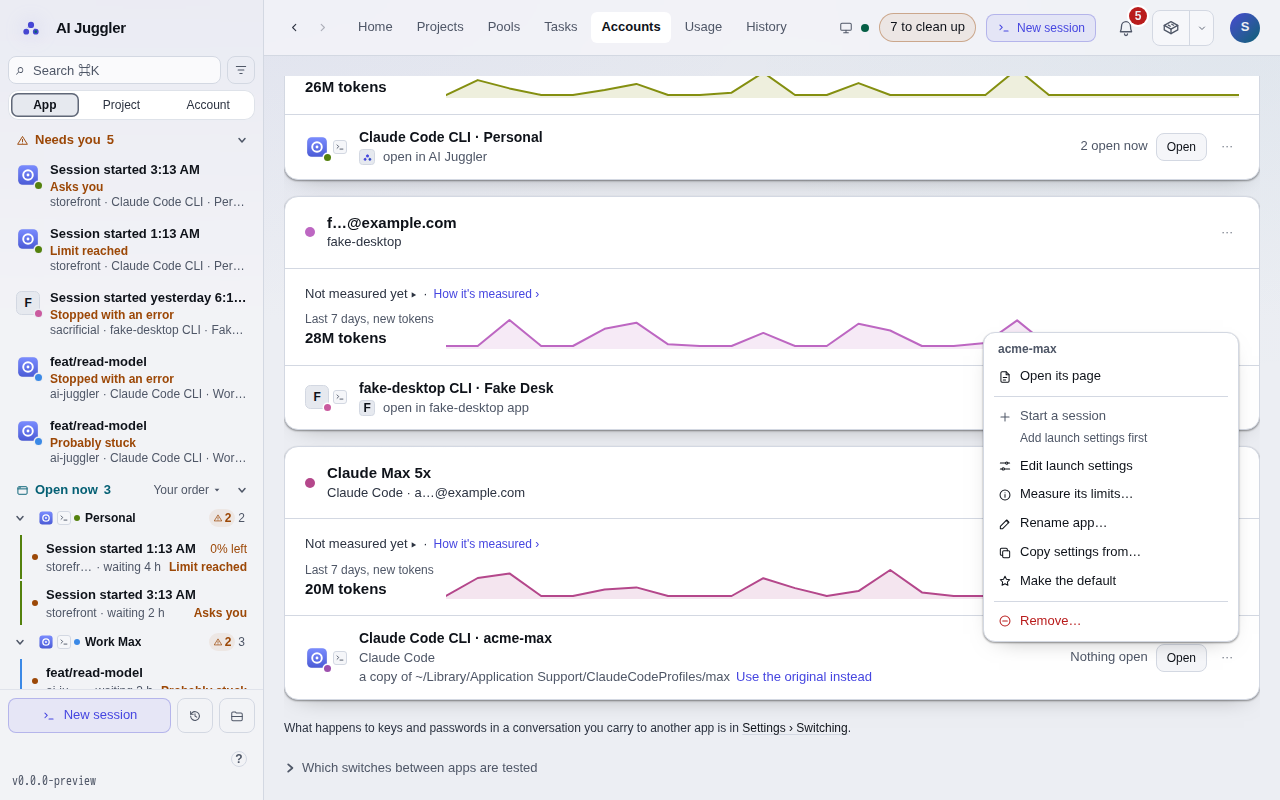 AI Juggler
Search ⌘K
App
Project
Account
Needs you 5
Session started 3:13 AM
Asks you
storefront · Claude Code CLI · Per…
Session started 1:13 AM
Limit reached
storefront · Claude Code CLI · Per…
F
Session started yesterday 6:1…
Stopped with an error
sacrificial · fake-desktop CLI · Fak…
feat/read-model
Stopped with an error
ai-juggler · Claude Code CLI · Wor…
feat/read-model
Probably stuck
ai-juggler · Claude Code CLI · Wor…
Open now 3
Your order
Personal
2 2
Session started 1:13 AM 0% left
storefr… · waiting 4 h Limit reached
Session started 3:13 AM
storefront · waiting 2 h Asks you
Work Max
2 3
feat/read-model
New session
?
v0.0.0-preview
Home
Projects
Pools
Tasks
Accounts
Usage
History
7 to clean up
New session
5
S
26M tokens
Claude Code CLI · Personal
open in AI Juggler
2 open now
Open
…
f…@example.com
fake-desktop
…
Not measured yet ▸ · How it's measured ›
Last 7 days, new tokens
28M tokens
F
fake-desktop CLI · Fake Desk
F open in fake-desktop app
Claude Max 5x
Claude Code · a…@example.com
Not measured yet ▸ · How it's measured ›
Last 7 days, new tokens
20M tokens
Claude Code CLI · acme-max
Claude Code
a copy of ~/Library/Application Support/ClaudeCodeProfiles/max Use the original instead
Nothing open
Open
…
acme-max
Open its page
Start a session
Add launch settings first
Edit launch settings
Measure its limits…
Rename app…
Copy settings from…
Make the default
Remove…
What happens to keys and passwords in a conversation you carry to another app is in Settings › Switching.
Which switches between apps are tested